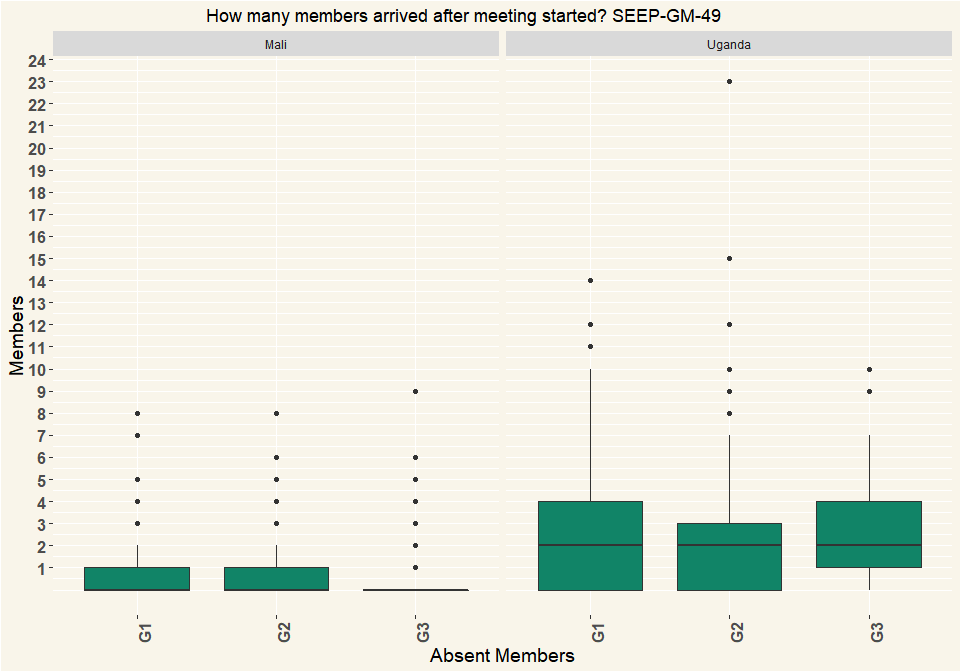 How many members arrived after meeting started? SEEP-GM-49
Mali
Uganda
24
23
22
21
20
19
18
17
16
15
14
13
12
11
10
9
8
7
6
5
4
3
2
1
Members
G1
G2
G3
G1
G2
G3
Absent Members